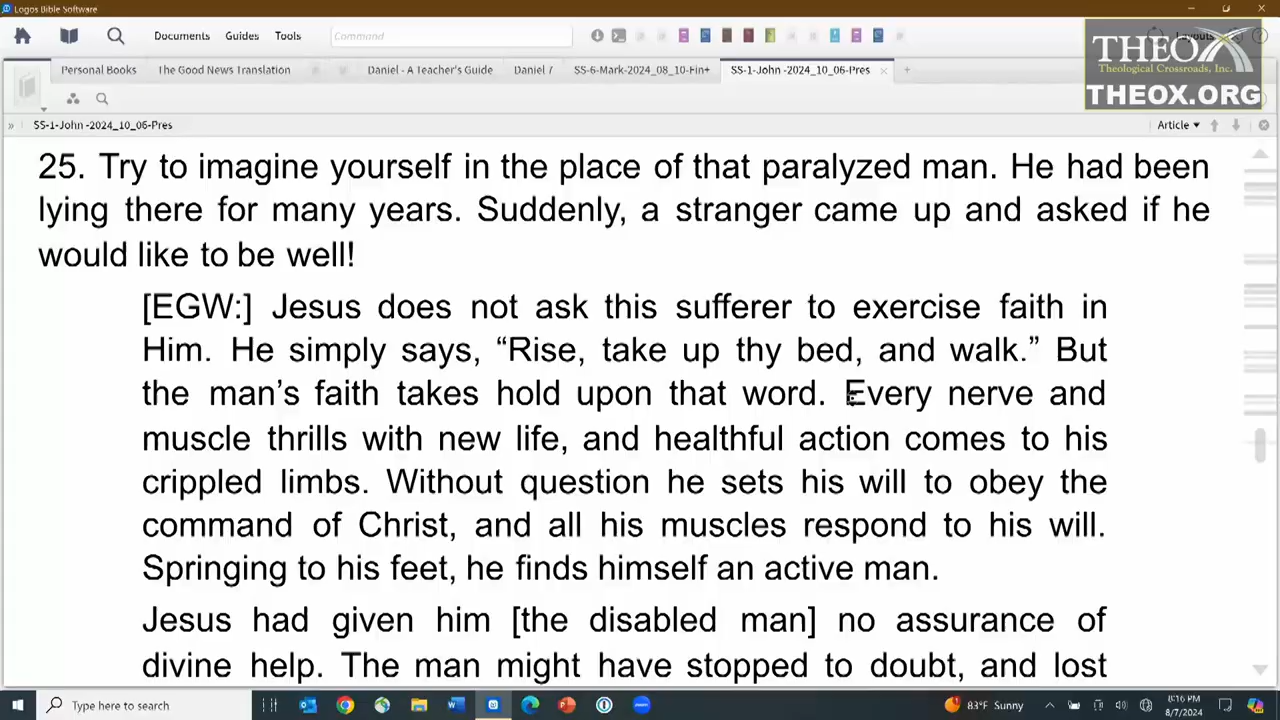 Logos Bible Software
Documents Guides Tools Command Layouts
THEOX
Theological Crossroads, Inc.
THEOX.ORG
Personal Books The Good News Translation Daniel 7 SS-6-Mark-2024_08_10-Fin+ SS-1-John -2024_10_06-Pres
SS-1-John -2024_10_06-Pres Article
25. Try to imagine yourself in the place of that paralyzed man. He had been
lying there for many years. Suddenly, a stranger came up and asked if he
would like to be well!
[EGW:] Jesus does not ask this sufferer to exercise faith in
Him. He simply says, “Rise, take up thy bed, and walk.” But
the man’s faith takes hold upon that word. Every nerve and
muscle thrills with new life, and healthful action comes to his
crippled limbs. Without question he sets his will to obey the
command of Christ, and all his muscles respond to his will.
Springing to his feet, he finds himself an active man.
Jesus had given him [the disabled man] no assurance of
divine help. The man might have stopped to doubt, and lost
Type here to search 83°F Sunny 8:16 PM
8/7/2024